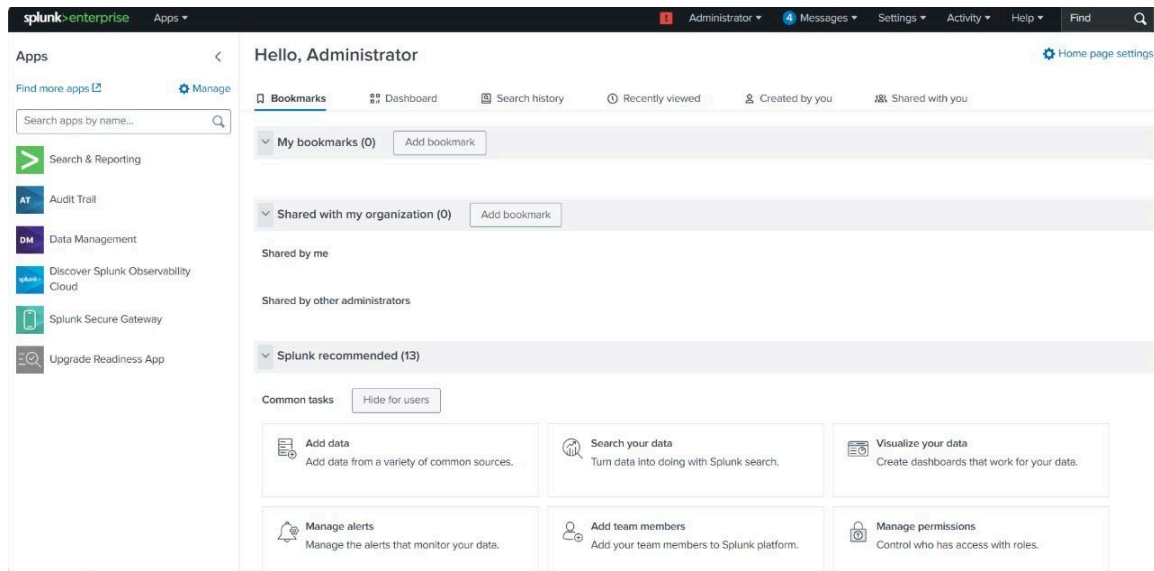 splunk>enterprise Apps ▾ ! Administrator ▾ 4 Messages ▾ Settings ▾ Activity ▾ Help ▾ Find
Apps
Find more apps Manage
Search apps by name...
Search & Reporting
AT Audit Trail
DM Data Management
splunk> Discover Splunk Observability
Cloud
Splunk Secure Gateway
Upgrade Readiness App
Hello, Administrator
Home page settings
Bookmarks Dashboard Search history Recently viewed Created by you Shared with you
My bookmarks (0) Add bookmark
Shared with my organization (0) Add bookmark
Shared by me
Shared by other administrators
Splunk recommended (13)
Common tasks Hide for users
Add data
Add data from a variety of common sources.
Search your data
Turn data into doing with Splunk search.
Visualize your data
Create dashboards that work for your data.
Manage alerts
Manage the alerts that monitor your data.
Add team members
Add your team members to Splunk platform.
Manage permissions
Control who has access with roles.